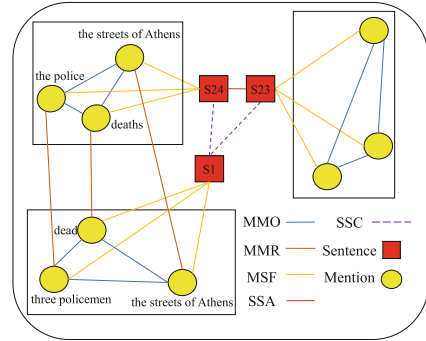 the streets of Athens
the police
deaths
S24
S23
S1
dead
three policemen
the streets of Athens
MMO
SSC
MMR
Sentence
MSF
Mention
SSA